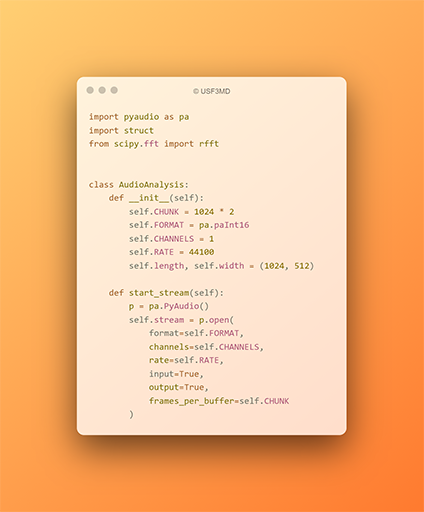 © USF3MD
import pyaudio as pa
import struct
from scipy.fft import rfft
class AudioAnalysis:
    def __init__(self):
        self.CHUNK = 1024 * 2
        self.FORMAT = pa.paInt16
        self.CHANNELS = 1
        self.RATE = 44100
        self.length, self.width = (1024, 512)
    def start_stream(self):
        p = pa.PyAudio()
        self.stream = p.open(
            format=self.FORMAT,
            channels=self.CHANNELS,
            rate=self.RATE,
            input=True,
            output=True,
            frames_per_buffer=self.CHUNK
        )